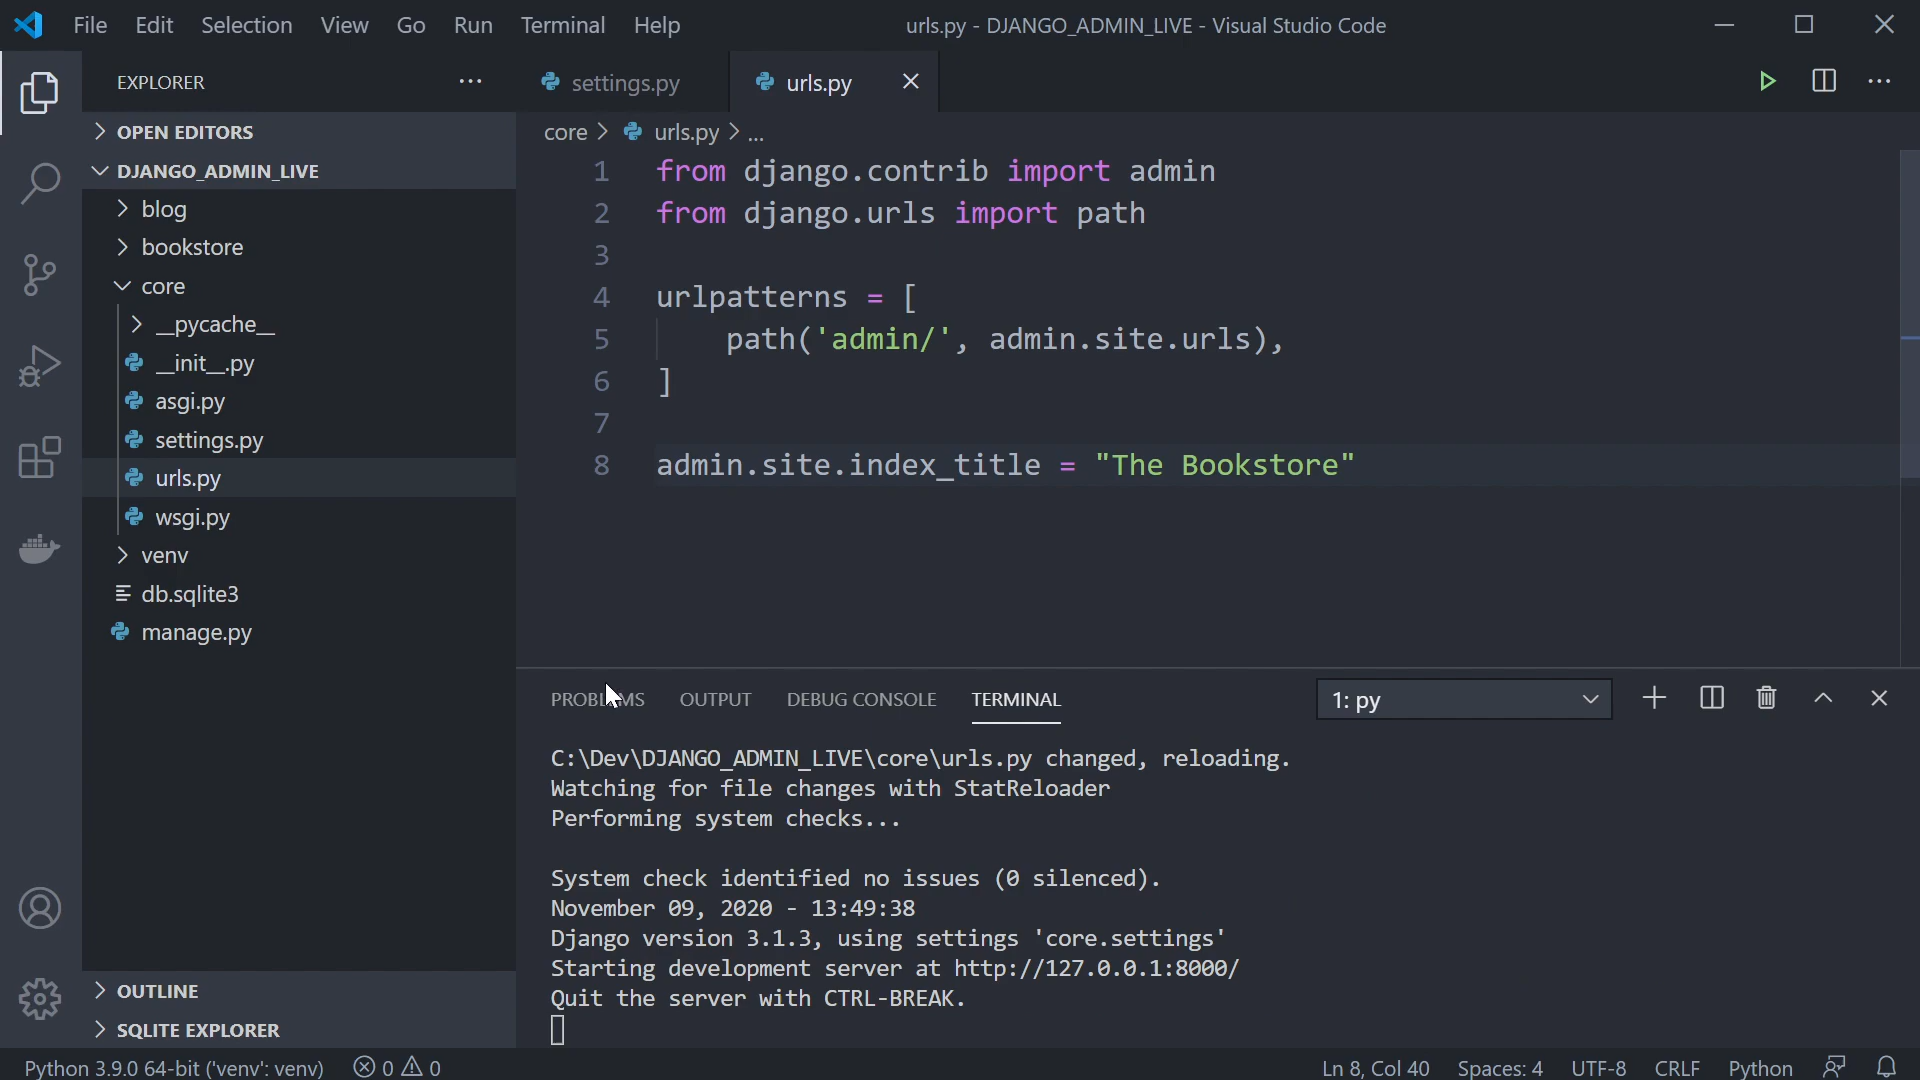 File Edit Selection View Go Run Terminal Help
urls.py - DJANGO_ADMIN_LIVE - Visual Studio Code
EXPLORER
OPEN EDITORS
DJANGO_ADMIN_LIVE
blog
bookstore
core
__pycache__
__init__.py
asgi.py
settings.py
urls.py
wsgi.py
venv
db.sqlite3
manage.py
OUTLINE
SQLITE EXPLORER
settings.py
urls.py
core > urls.py > ...
1 from django.contrib import admin
2 from django.urls import path
3
4 urlpatterns = [
5     path('admin/', admin.site.urls),
6 ]
7
8 admin.site.index_title = "The Bookstore"
PROBLEMS OUTPUT DEBUG CONSOLE TERMINAL
1: py
C:\Dev\DJANGO_ADMIN_LIVE\core\urls.py changed, reloading.
Watching for file changes with StatReloader
Performing system checks...
System check identified no issues (0 silenced).
November 09, 2020 - 13:49:38
Django version 3.1.3, using settings 'core.settings'
Starting development server at http://127.0.0.1:8000/
Quit the server with CTRL-BREAK.
Python 3.9.0 64-bit ('venv': venv) 0 0
Ln 8, Col 40 Spaces: 4 UTF-8 CRLF Python